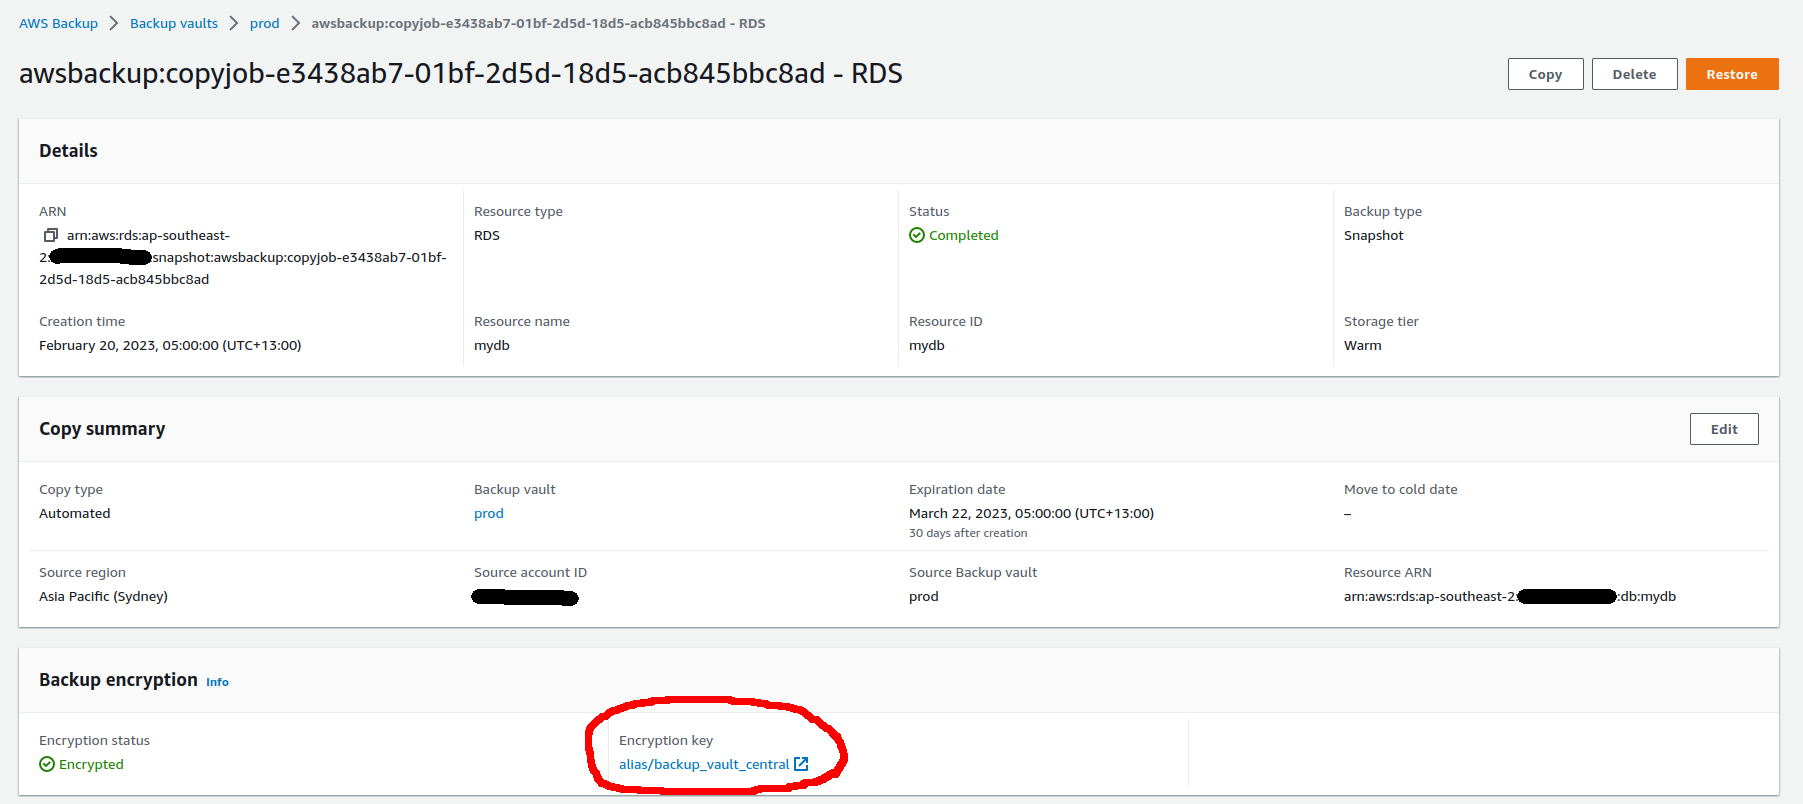 AWS Backup > Backup vaults > prod > awsbackup:copyjob-e3438ab7-01bf-2d5d-18d5-acb845bbc8ad - RDS
awsbackup:copyjob-e3438ab7-01bf-2d5d-18d5-acb845bbc8ad - RDS
Copy
Delete
Restore
Details
ARN
arn:aws:rds:ap-southeast-
2: snapshot:awsbackup:copyjob-e3438ab7-01bf-
2d5d-18d5-acb845bbc8ad
Resource type
RDS
Status
Completed
Backup type
Snapshot
Creation time
February 20, 2023, 05:00:00 (UTC+13:00)
Resource name
mydb
Resource ID
mydb
Storage tier
Warm
Copy summary
Edit
Copy type
Automated
Backup vault
prod
Expiration date
March 22, 2023, 05:00:00 (UTC+13:00)
30 days after creation
Move to cold date
–
Source region
Asia Pacific (Sydney)
Source account ID
Source Backup vault
prod
Resource ARN
arn:aws:rds:ap-southeast-2: :db:mydb
Backup encryption Info
Encryption status
Encrypted
Encryption key
alias/backup_vault_central